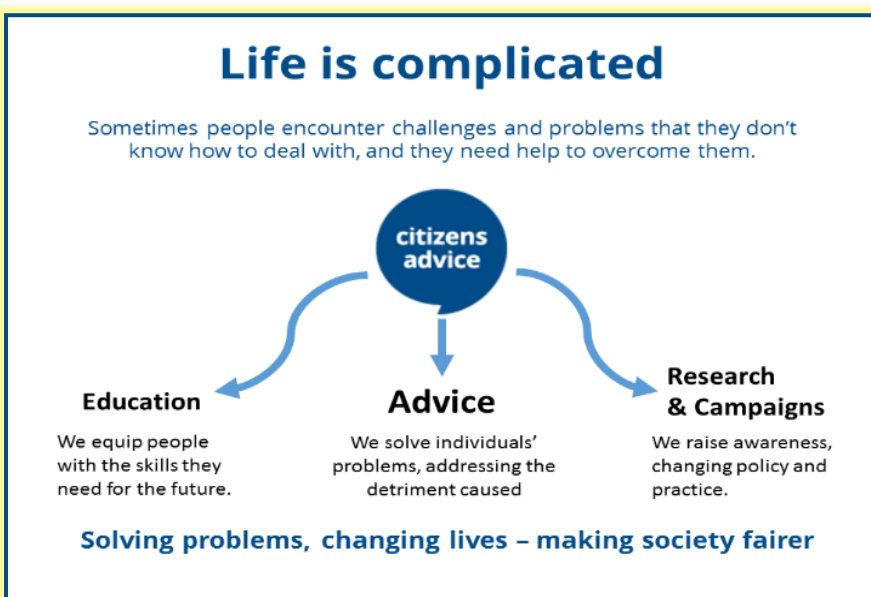 Life is complicated
Sometimes people encounter challenges and problems that they don’t
know how to deal with, and they need help to overcome them.
citizens
advice
Education
We equip people
with the skills they
need for the future.
Advice
We solve individuals’
problems, addressing the
detriment caused
Research
& Campaigns
We raise awareness,
changing policy and
practice.
Solving problems, changing lives – making society fairer